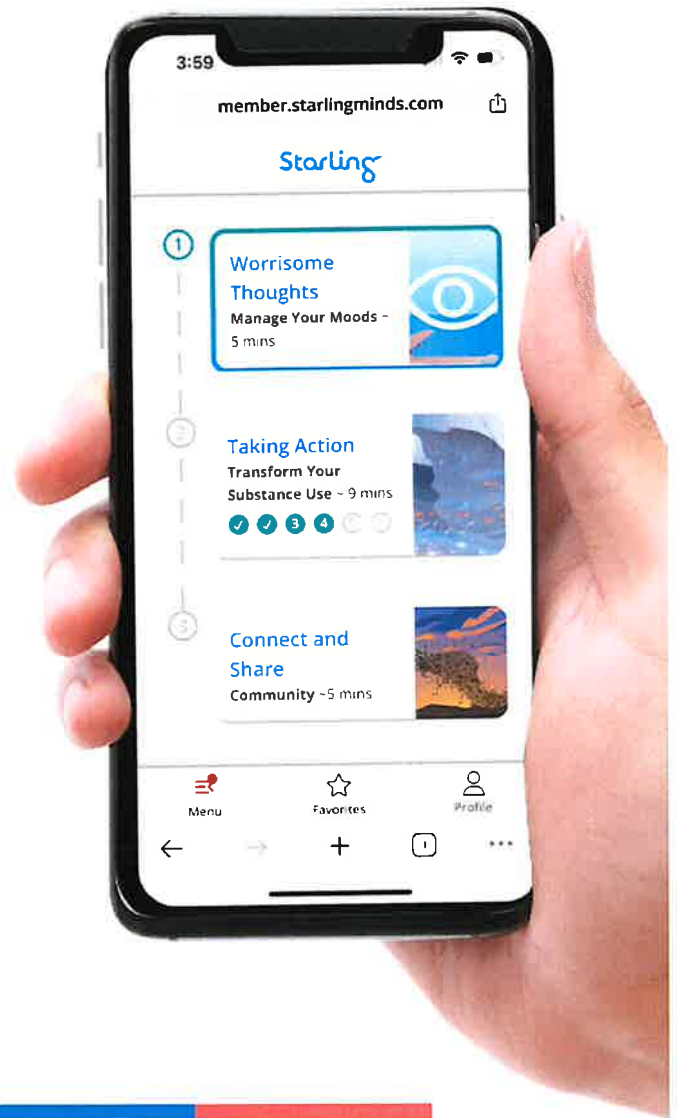 3:59
member.starlingminds.com
Starling
1
Worrisome
Thoughts
Manage Your Moods ~
5 mins
2
Taking Action
Transform Your
Substance Use ~ 9 mins
3 4
3
Connect and
Share
Community ~5 mins
Menu
Favorites
Profile